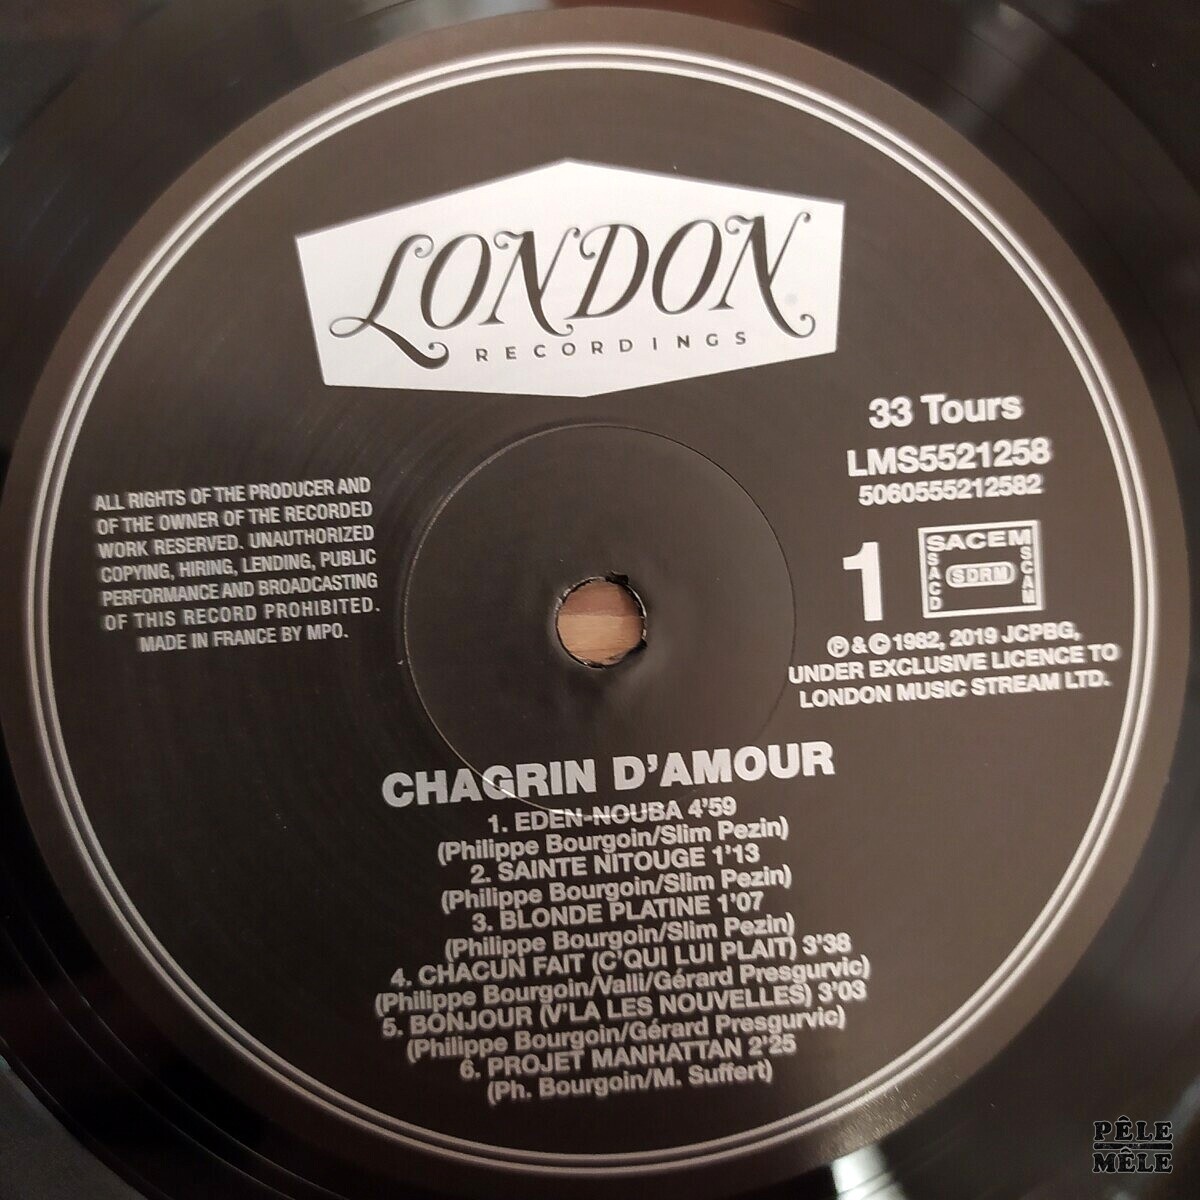 LONDON
RECORDINGS
33 Tours
LMS5521258
5060555212582
1
SACEM
SACD
SDRM
SCAM
℗ & © 1982, 2019 JCPBG,
UNDER EXCLUSIVE LICENCE TO
LONDON MUSIC STREAM LTD.
ALL RIGHTS OF THE PRODUCER AND
OF THE OWNER OF THE RECORDED
WORK RESERVED. UNAUTHORIZED
COPYING, HIRING, LENDING, PUBLIC
PERFORMANCE AND BROADCASTING
OF THIS RECORD PROHIBITED.
MADE IN FRANCE BY MPO.
CHAGRIN D'AMOUR
1. EDEN-NOUBA 4'59
(Philippe Bourgoin/Slim Pezin)
2. SAINTE NITOUGE 1'13
(Philippe Bourgoin/Slim Pezin)
3. BLONDE PLATINE 1'07
(Philippe Bourgoin/Slim Pezin)
4. CHACUN FAIT (C'QUI LUI PLAIT) 3'38
(Philippe Bourgoin/Valli/Gérard Presgurvic)
5. BONJOUR (V'LA LES NOUVELLES) 3'03
(Philippe Bourgoin/Gérard Presgurvic)
6. PROJET MANHATTAN 2'25
(Ph. Bourgoin/M. Suffert)
PÊLE
MÊLE